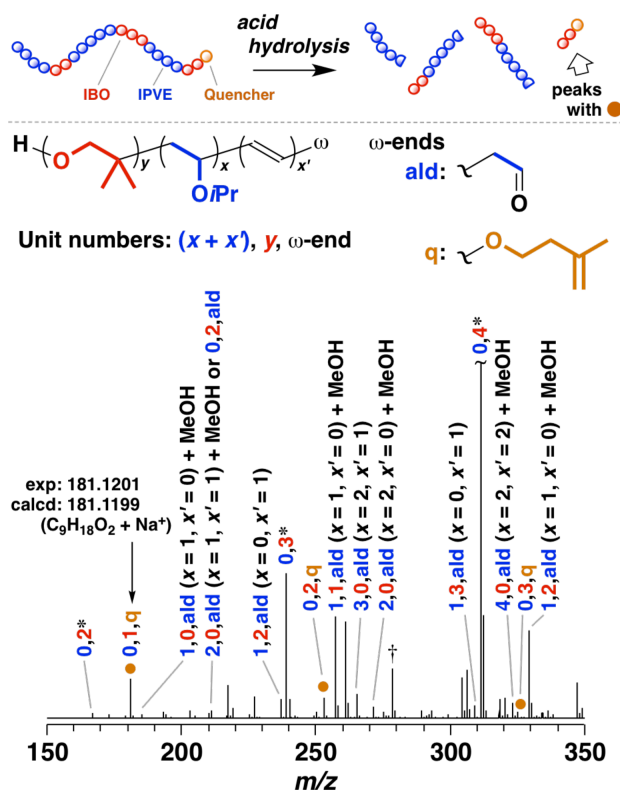 acid
hydrolysis
IBO
IPVE
Quencher
peaks
with
H
O
y
x
OiPr
x'
ω
ω-ends
ald:
O
Unit numbers: (x + x'), y, ω-end
q:
O
exp: 181.1201
calcd: 181.1199
(C₉H₁₈O₂ + Na⁺)
0,2*
0,1,q
1,0,ald (x = 1, x' = 0) + MeOH
2,0,ald (x = 1, x' = 1) + MeOH or 0,2,ald
1,2,ald (x = 0, x' = 1)
0,3*
0,2,q
1,1,ald (x = 1, x' = 0) + MeOH
3,0,ald (x = 2, x' = 1)
2,0,ald (x = 2, x' = 0) + MeOH
†
1,3,ald (x = 0, x' = 1)
~ 0,4*
4,0,ald (x = 2, x' = 2) + MeOH
0,3,q
1,2,ald (x = 1, x' = 0) + MeOH
150 200 250 300 350
m/z